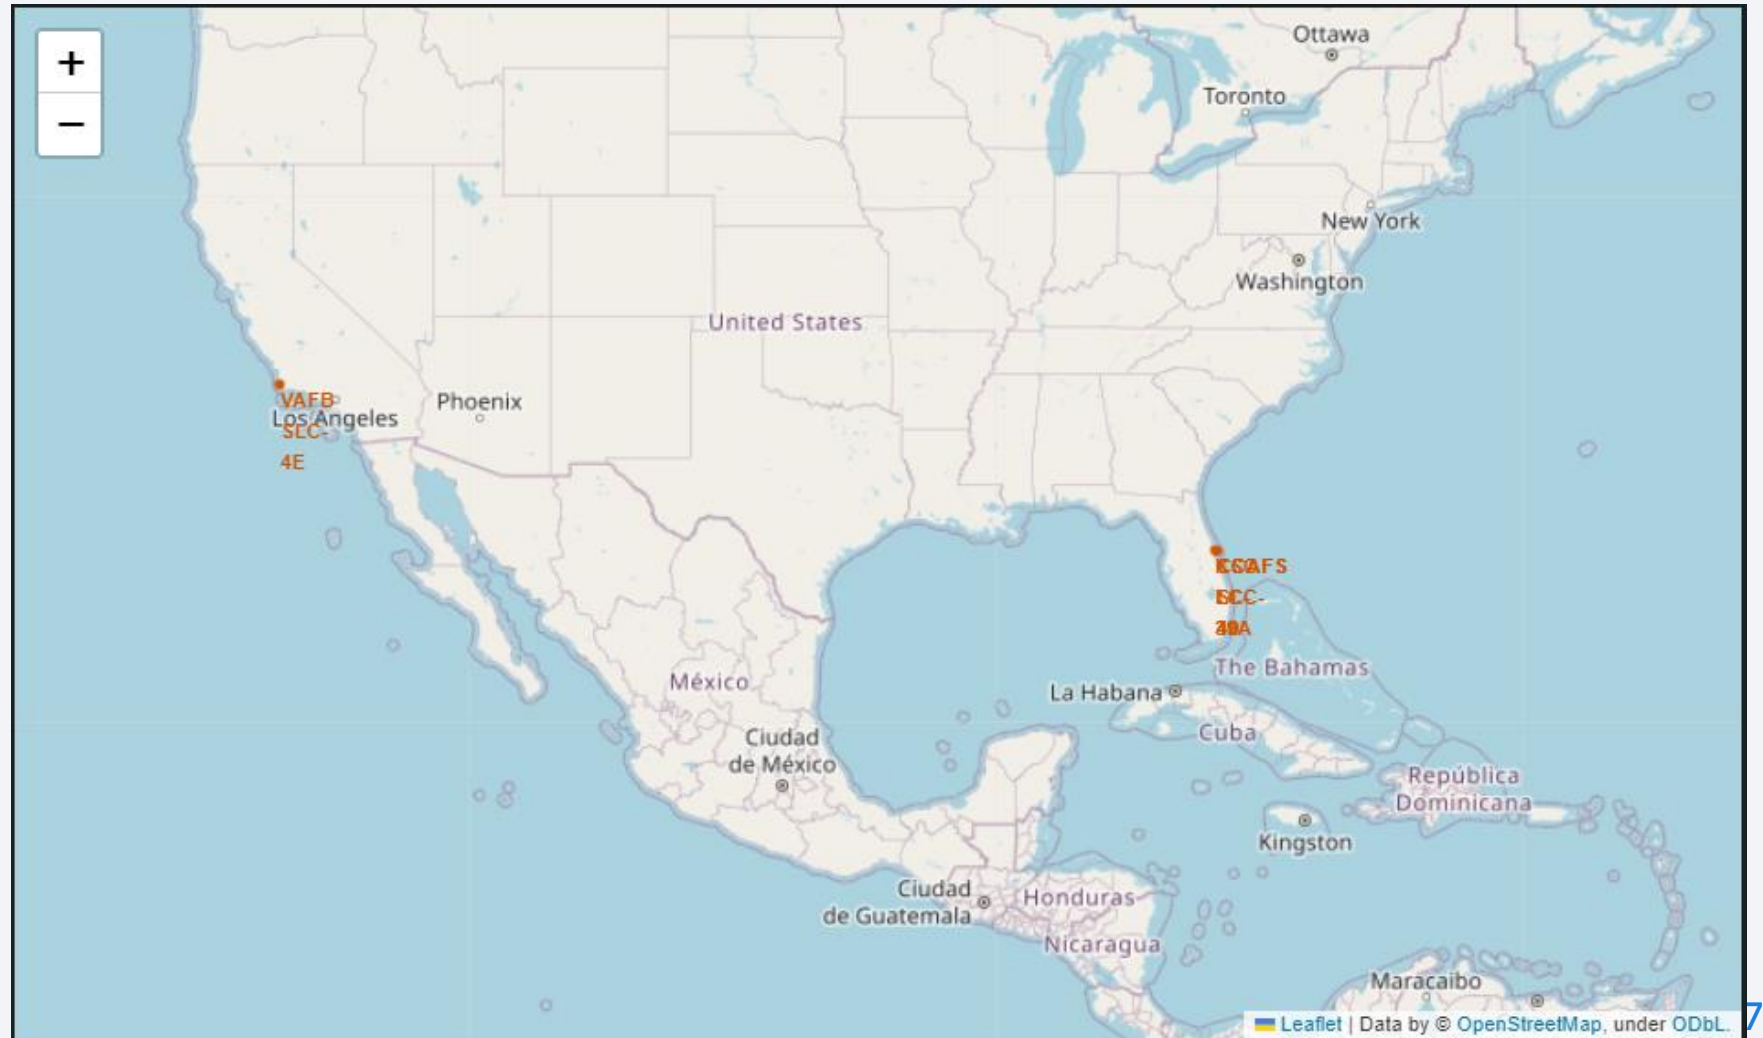 +
−
Ottawa
Toronto
New York
Washington
United States
VAFB
Los Angeles
SLC-
4E
Phoenix
The Bahamas
México
La Habana
Cuba
Ciudad
de México
República
Dominicana
Kingston
Ciudad
de Guatemala
Honduras
Nicaragua
Maracaibo
Leaflet | Data by © OpenStreetMap, under ODbL.
7